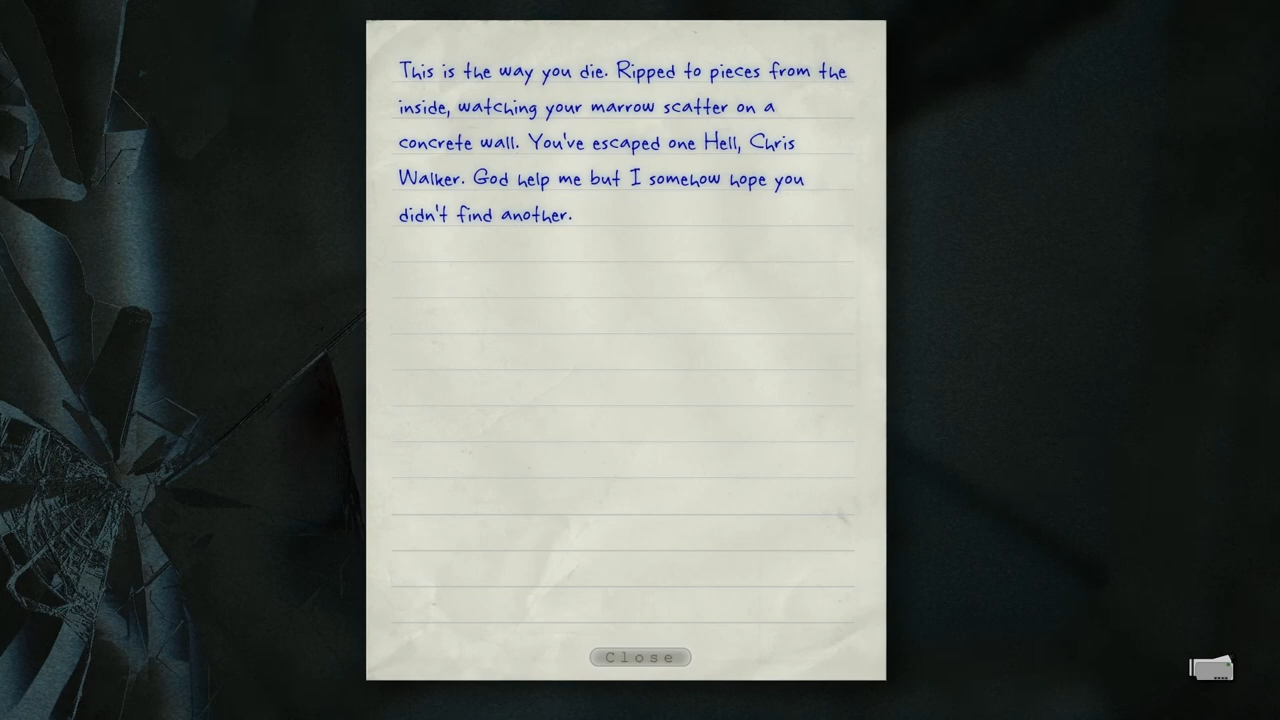 This is the way you die. Ripped to pieces from the
inside, watching your marrow scatter on a
concrete wall. You've escaped one Hell, Chris
Walker. God help me but I somehow hope you
didn't find another.
Close